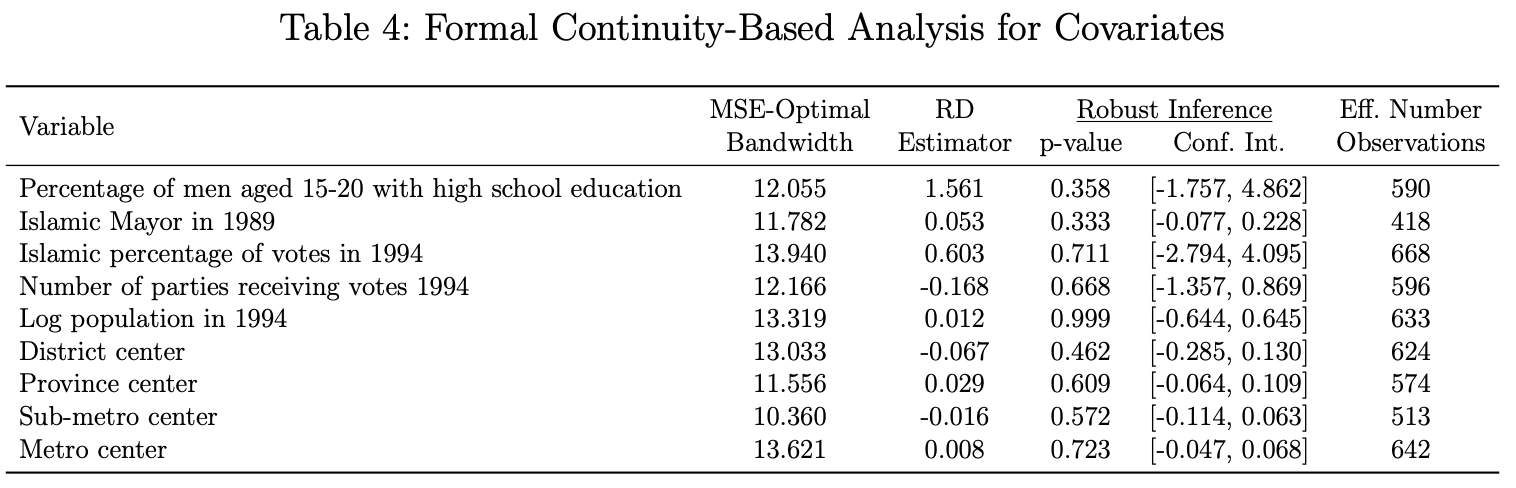 Table 4: Formal Continuity-Based Analysis for Covariates
Variable MSE-Optimal Bandwidth RD Estimator Robust Inference p-value Conf. Int. Eff. Number Observations
Percentage of men aged 15-20 with high school education 12.055 1.561 0.358 [-1.757, 4.862] 590
Islamic Mayor in 1989 11.782 0.053 0.333 [-0.077, 0.228] 418
Islamic percentage of votes in 1994 13.940 0.603 0.711 [-2.794, 4.095] 668
Number of parties receiving votes 1994 12.166 -0.168 0.668 [-1.357, 0.869] 596
Log population in 1994 13.319 0.012 0.999 [-0.644, 0.645] 633
District center 13.033 -0.067 0.462 [-0.285, 0.130] 624
Province center 11.556 0.029 0.609 [-0.064, 0.109] 574
Sub-metro center 10.360 -0.016 0.572 [-0.114, 0.063] 513
Metro center 13.621 0.008 0.723 [-0.047, 0.068] 642